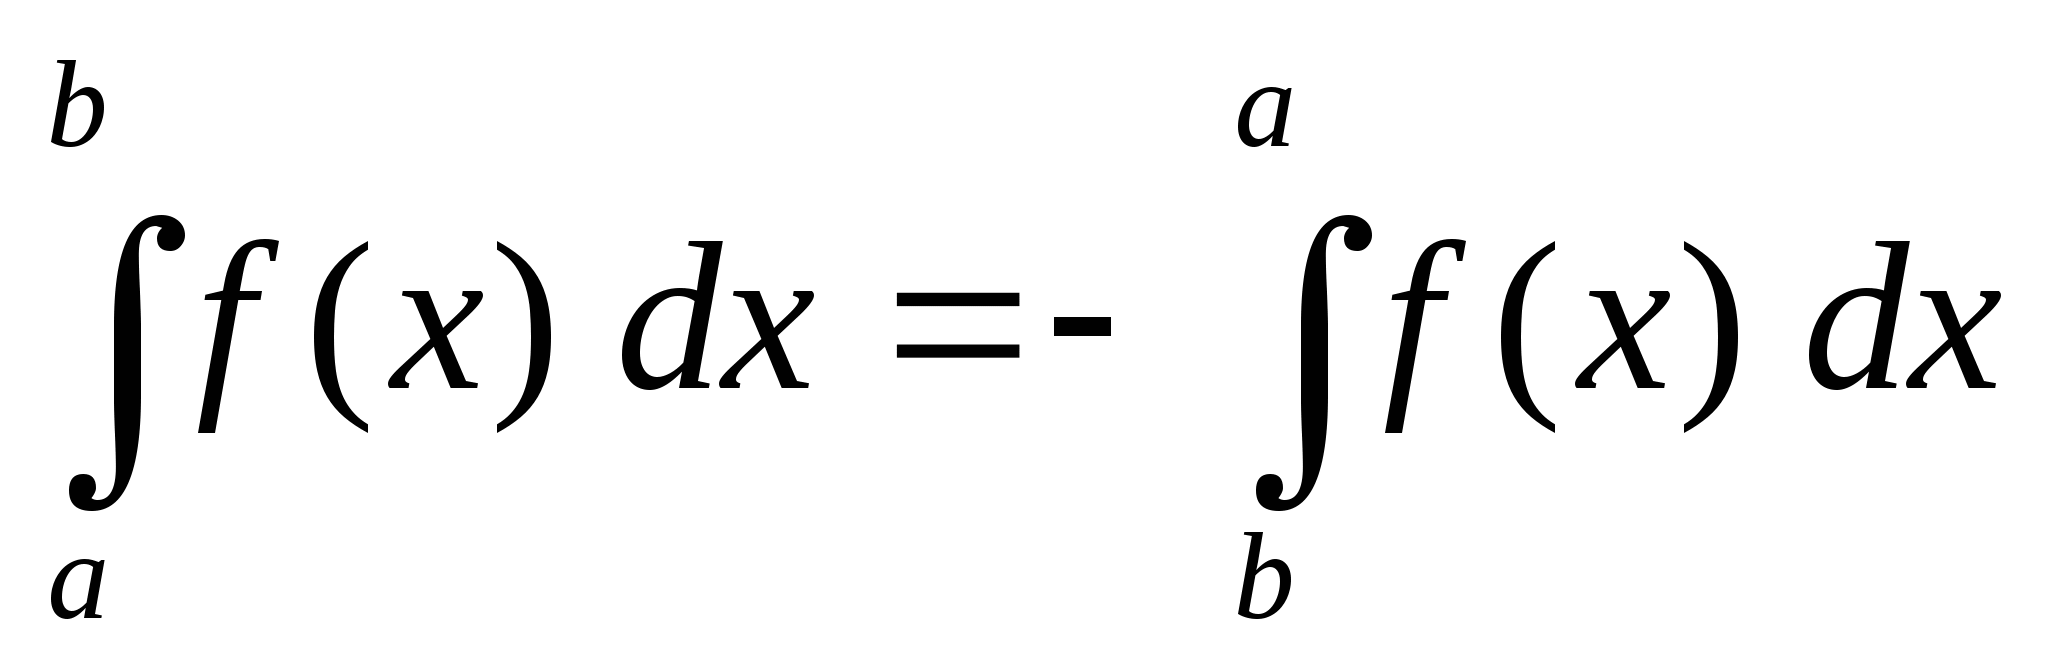 b a
∫f(x) dx =- ∫f(x) dx
a b